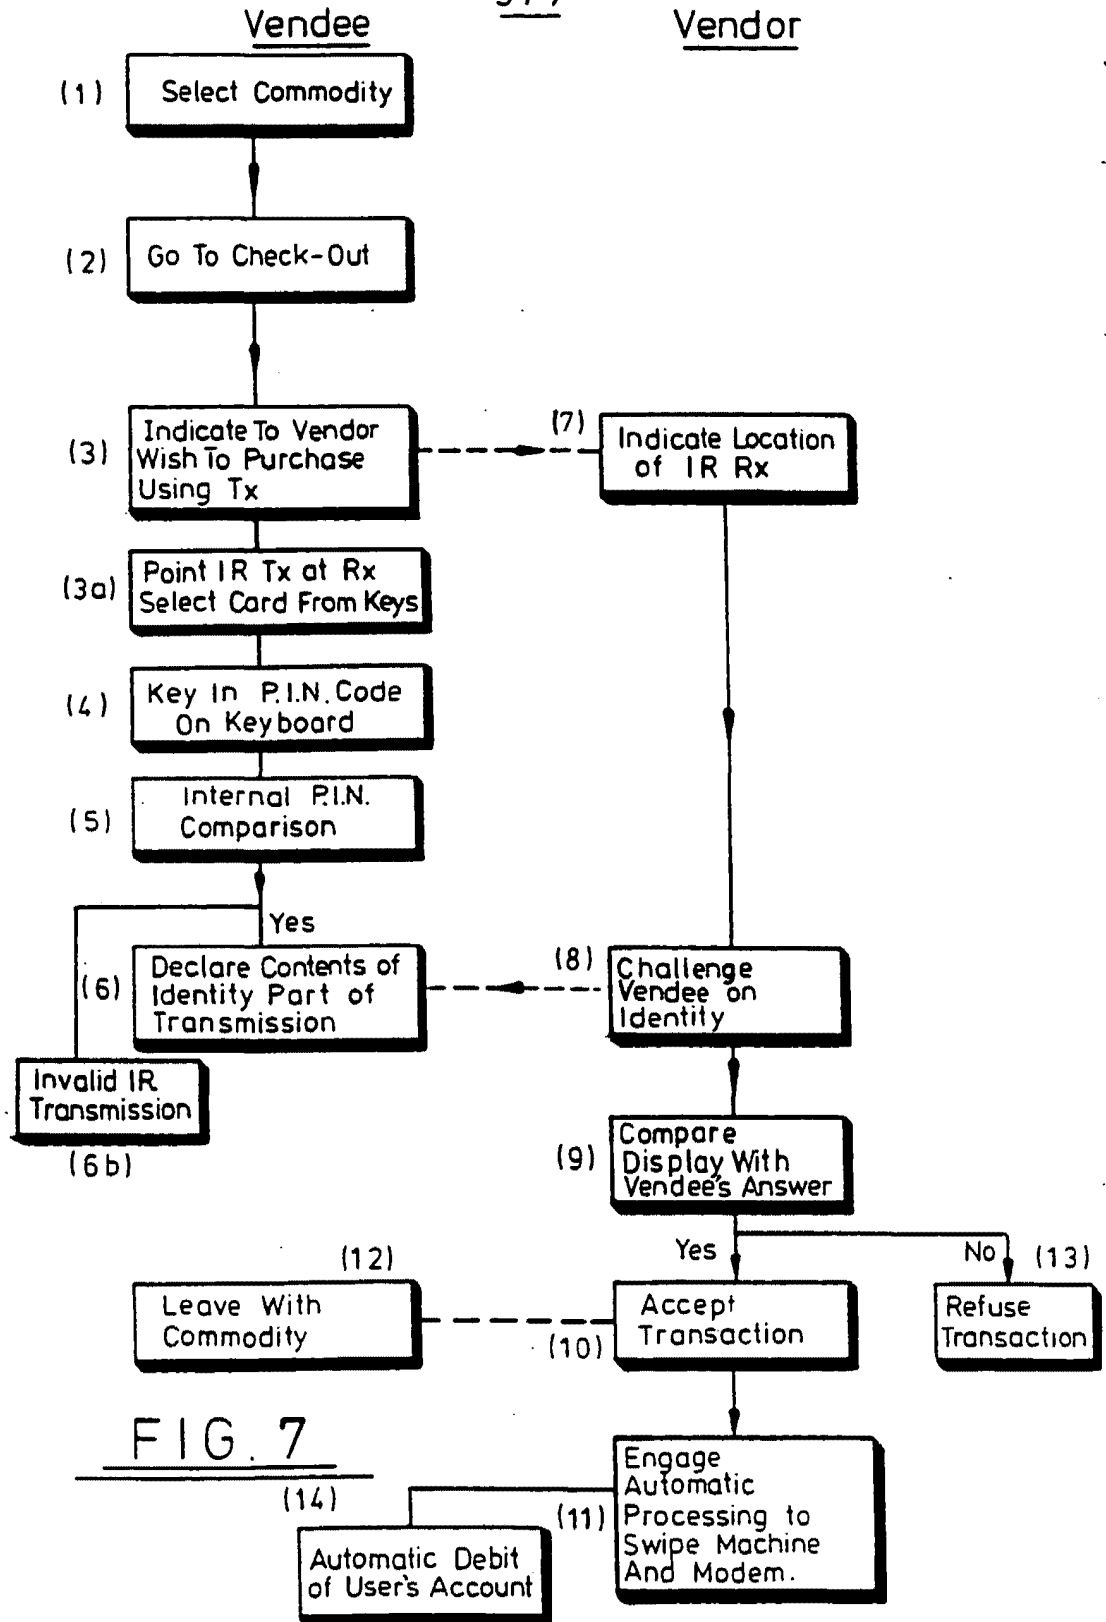 Vendee
Vendor
(1)
Select Commodity
(2)
Go To Check-Out
(3)
Indicate To Vendor
Wish To Purchase
Using Tx
(7)
Indicate Location
of IR Rx
(3a)
Point IR Tx at Rx
Select Card From Keys
(4)
Key In P.I.N. Code
On Keyboard
(5)
Internal P.I.N.
Comparison
Yes
(6)
Declare Contents of
Identity Part of
Transmission
(8)
Challenge
Vendee on
Identity
Invalid IR
Transmission
(6b)
(9)
Compare
Display With
Vendee's Answer
Yes
No
(13)
(12)
Leave With
Commodity
Accept
Transaction
(10)
Refuse
Transaction
FIG. 7
(14)
Automatic Debit
of User's Account
(11)
Engage
Automatic
Processing to
Swipe Machine
And Modem.